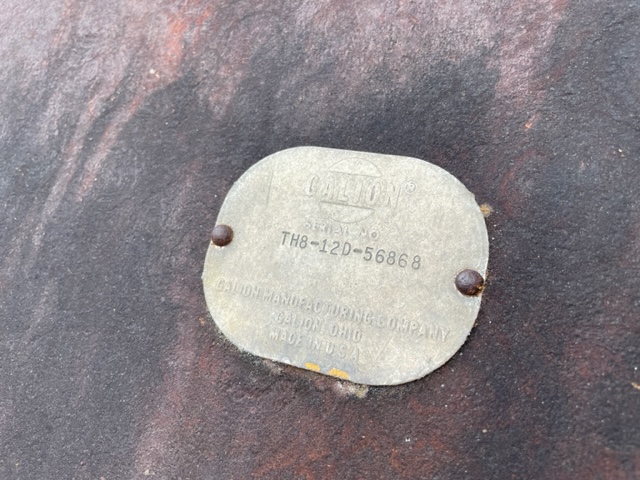 GALION®
SERIAL NO.
TH8-12D-56868
GALION MANUFACTURING COMPANY
GALION, OHIO
MADE IN U.S.A.